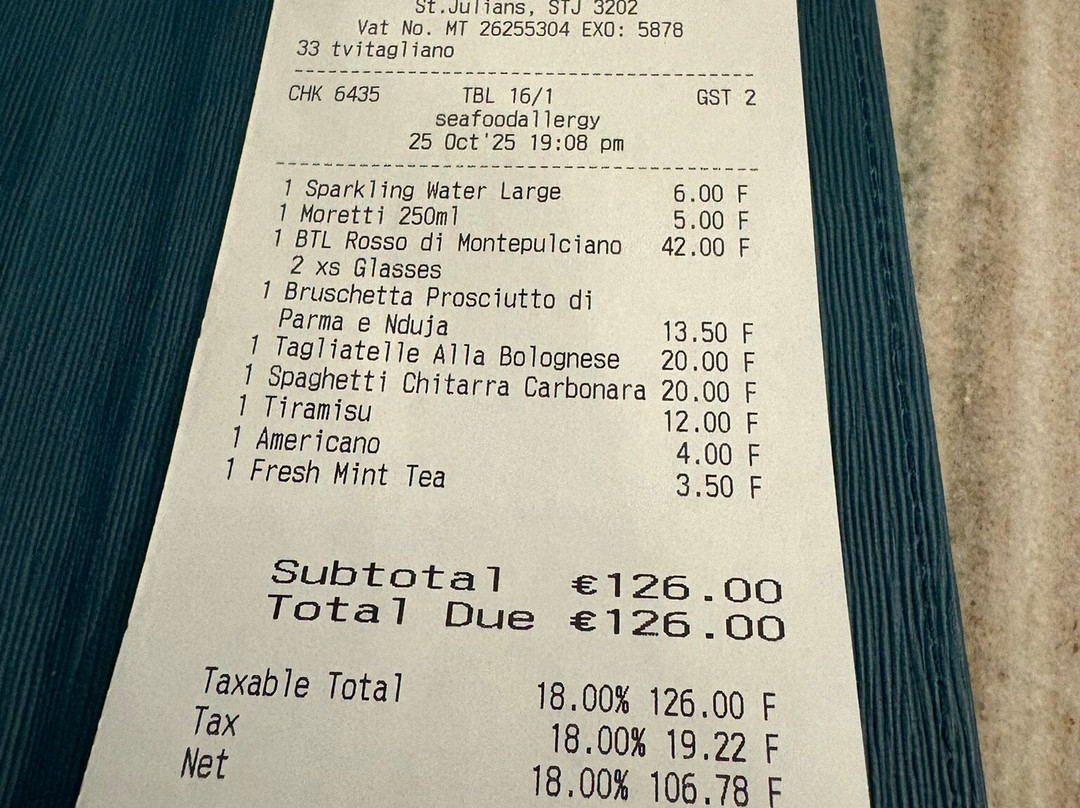 St.Julians, STJ 3202
Vat No. MT 26255304 EXO: 5878
33 tvitagliano
CHK 6435 TBL 16/1 GST 2
seafoodallergy
25 Oct'25 19:08 pm
1 Sparkling Water Large 6.00 F
1 Moretti 250ml 5.00 F
1 BTL Rosso di Montepulciano 42.00 F
2 xs Glasses
1 Bruschetta Prosciutto di
Parma e Nduja 13.50 F
1 Tagliatelle Alla Bolognese 20.00 F
1 Spaghetti Chitarra Carbonara 20.00 F
1 Tiramisu 12.00 F
1 Americano 4.00 F
1 Fresh Mint Tea 3.50 F
Subtotal €126.00
Total Due €126.00
Taxable Total 18.00% 126.00 F
Tax 18.00% 19.22 F
Net 18.00% 106.78 F